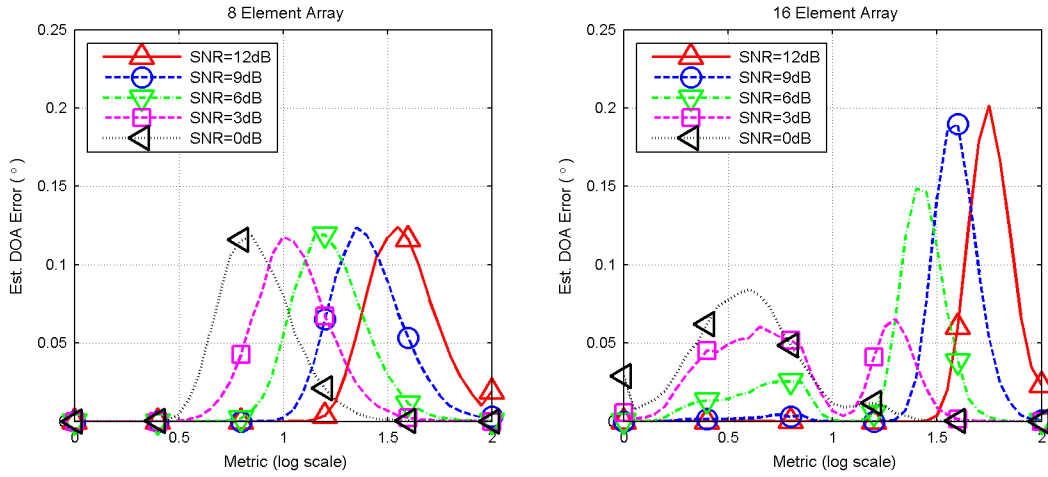 8 Element Array
Est. DOA Error ( ° )
0.25
0.2
0.15
0.1
0.05
0
SNR=12dB
SNR=9dB
SNR=6dB
SNR=3dB
SNR=0dB
0 0.5 1 1.5 2
Metric (log scale)
16 Element Array
Est. DOA Error ( ° )
0.25
0.2
0.15
0.1
0.05
0
SNR=12dB
SNR=9dB
SNR=6dB
SNR=3dB
SNR=0dB
0 0.5 1 1.5 2
Metric (log scale)